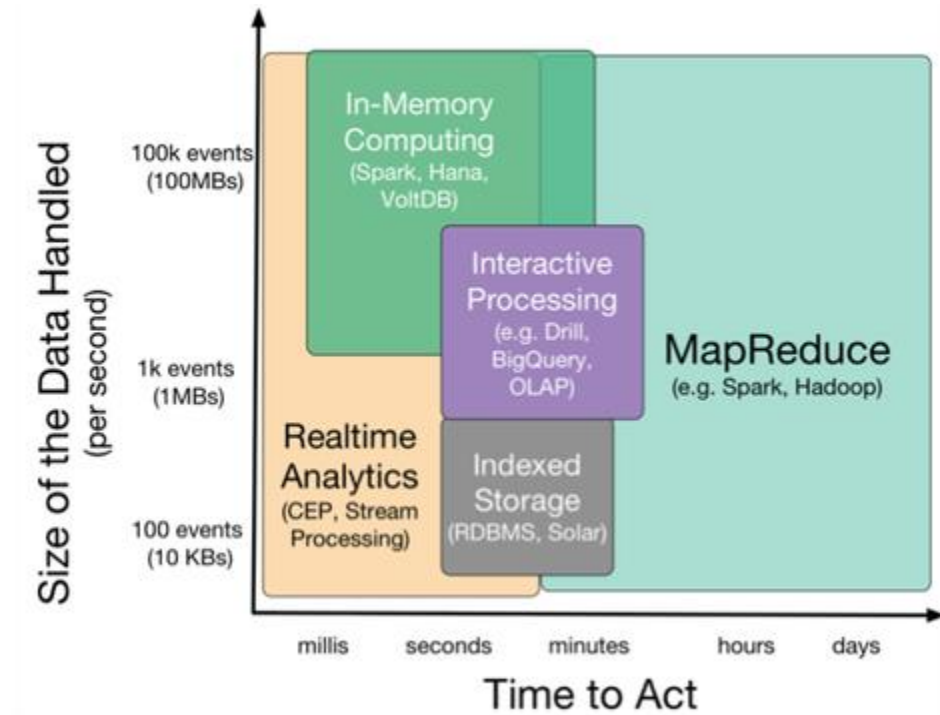 Size of the Data Handled
(per second)
100k events
(100MBs)
1k events
(1MBs)
100 events
(10 KBs)
In-Memory
Computing
(Spark, Hana,
VoltDB)
Interactive
Processing
(e.g. Drill,
BigQuery,
OLAP)
MapReduce
(e.g. Spark, Hadoop)
Realtime
Analytics
(CEP, Stream
Processing)
Indexed
Storage
(RDBMS, Solar)
millis
seconds
minutes
hours
days
Time to Act